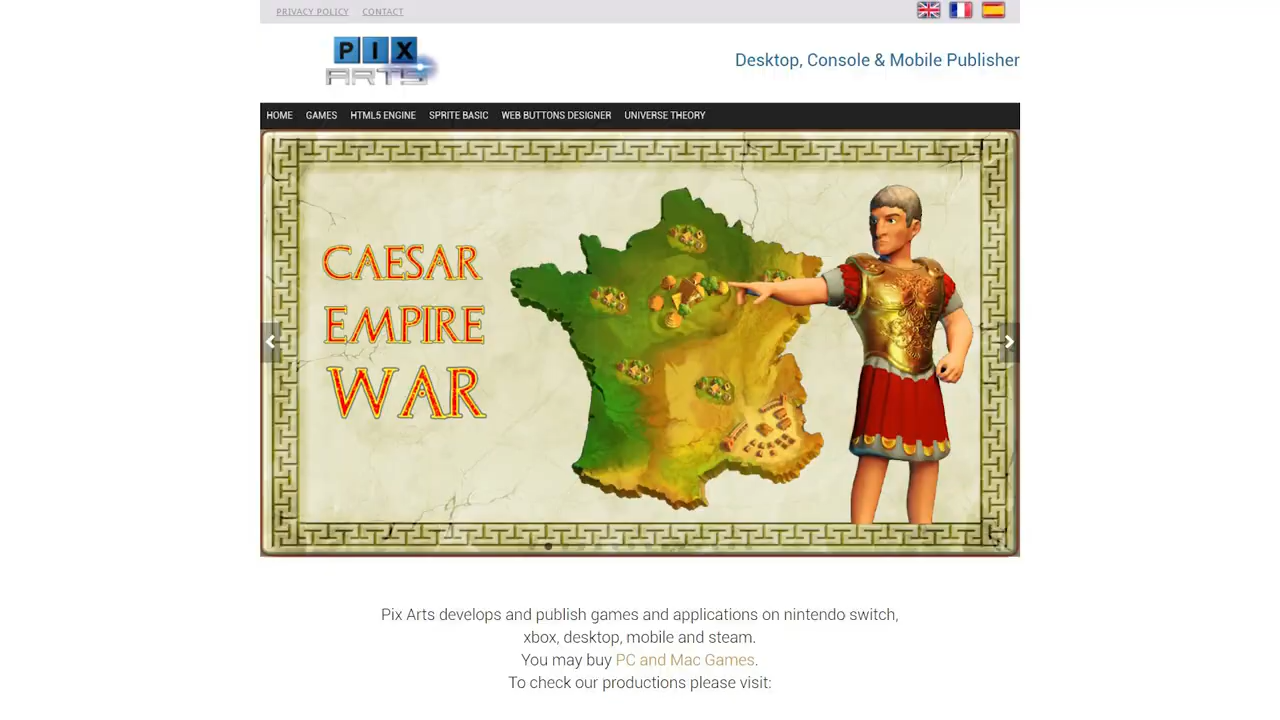 PRIVACY POLICY CONTACT
PIX
ARTS
Desktop, Console & Mobile Publisher
HOME GAMES HTML5 ENGINE SPRITE BASIC WEB BUTTONS DESIGNER UNIVERSE THEORY
CAESAR
EMPIRE
WAR
Pix Arts develops and publish games and applications on nintendo switch,
xbox, desktop, mobile and steam.
You may buy PC and Mac Games.
To check our productions please visit: